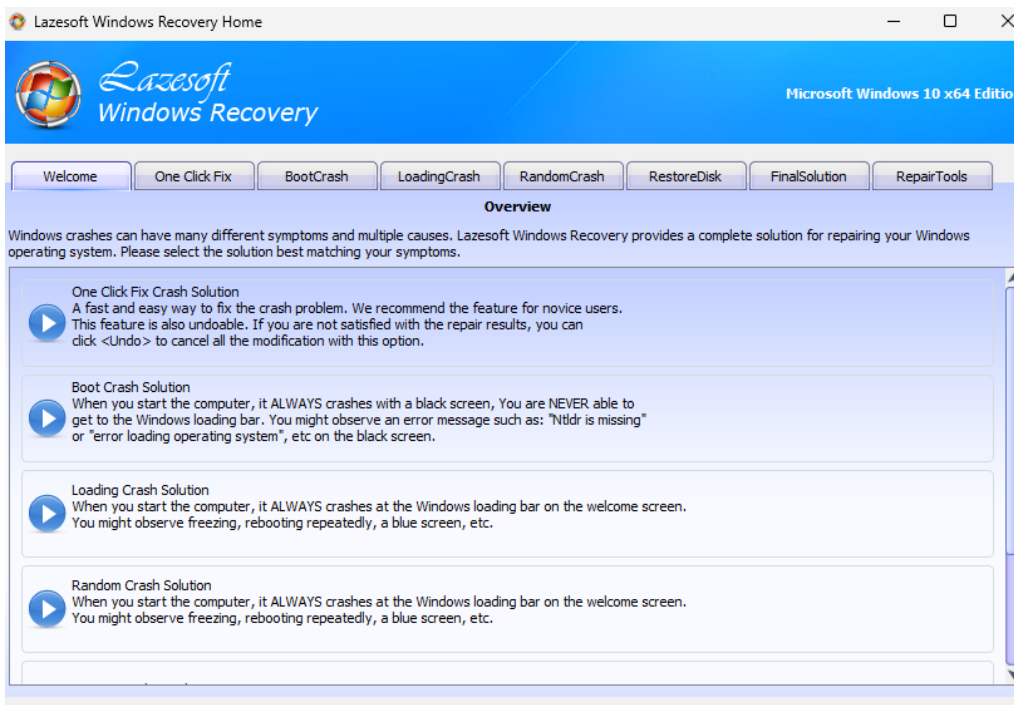 Lazesoft Windows Recovery Home
Lazesoft
Windows Recovery
Microsoft Windows 10 x64 Editio
Welcome
One Click Fix
BootCrash
LoadingCrash
RandomCrash
RestoreDisk
FinalSolution
RepairTools
Overview
Windows crashes can have many different symptoms and multiple causes. Lazesoft Windows Recovery provides a complete solution for repairing your Windows
operating system. Please select the solution best matching your symptoms.
One Click Fix Crash Solution
A fast and easy way to fix the crash problem. We recommend the feature for novice users.
This feature is also undoable. If you are not satisfied with the repair results, you can
click <Undo> to cancel all the modification with this option.
Boot Crash Solution
When you start the computer, it ALWAYS crashes with a black screen, You are NEVER able to
get to the Windows loading bar. You might observe an error message such as: "Ntldr is missing"
or "error loading operating system", etc on the black screen.
Loading Crash Solution
When you start the computer, it ALWAYS crashes at the Windows loading bar on the welcome screen.
You might observe freezing, rebooting repeatedly, a blue screen, etc.
Random Crash Solution
When you start the computer, it ALWAYS crashes at the Windows loading bar on the welcome screen.
You might observe freezing, rebooting repeatedly, a blue screen, etc.